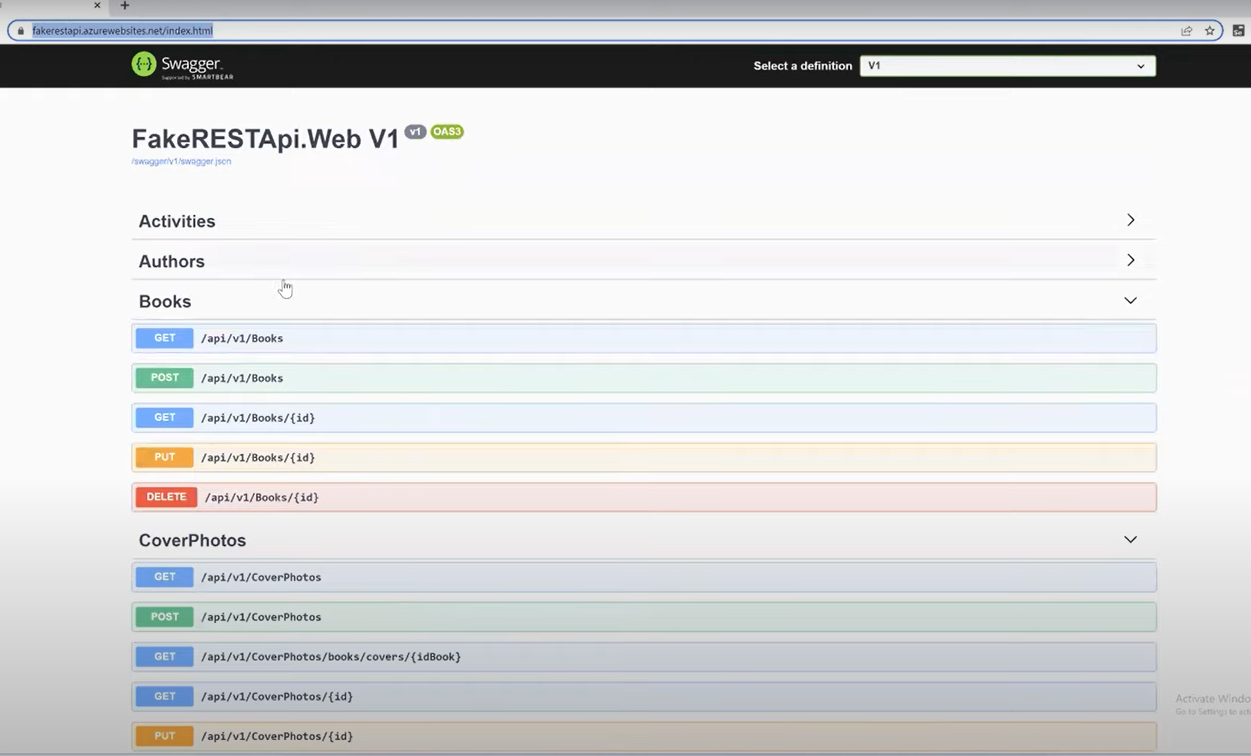 fakerestapi.azurewebsites.net/index.html
Swagger
Supported by SMARTBEAR
Select a definition
V1
FakeRESTApi.Web V1 v1 OAS3
/swagger/v1/swagger.json
Activities
Authors
Books
GET /api/v1/Books
POST /api/v1/Books
GET /api/v1/Books/{id}
PUT /api/v1/Books/{id}
DELETE /api/v1/Books/{id}
CoverPhotos
GET /api/v1/CoverPhotos
POST /api/v1/CoverPhotos
GET /api/v1/CoverPhotos/books/covers/{idBook}
GET /api/v1/CoverPhotos/{id}
PUT /api/v1/CoverPhotos/{id}
Activate Windo
Go to Settings to acti